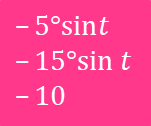 – 5°sint
– 15°sin t
– 10